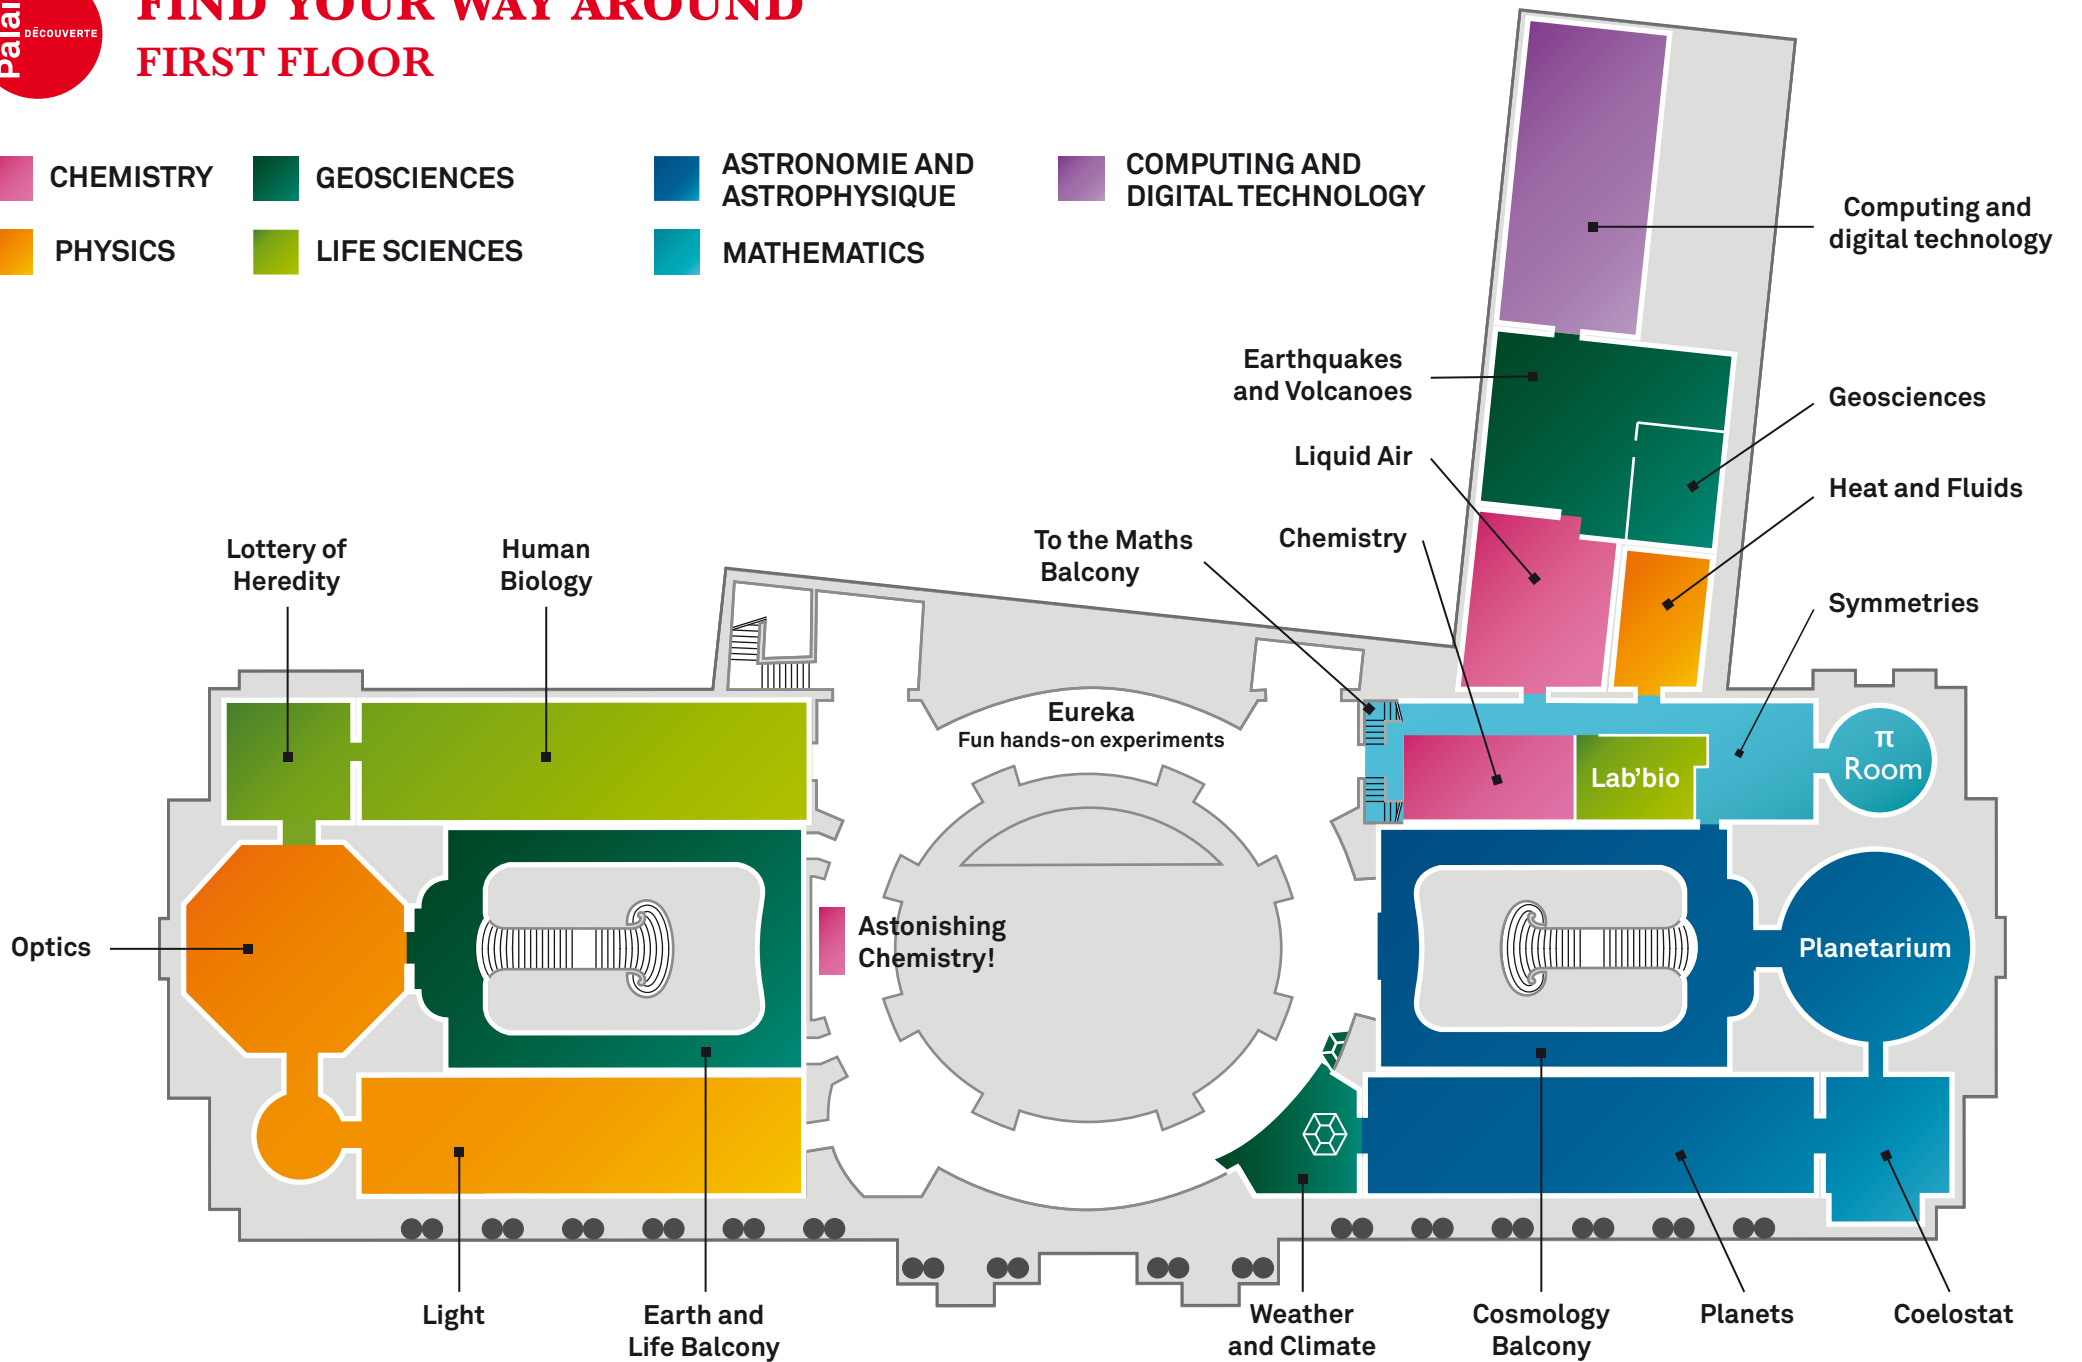 FIND YOUR WAY AROUND
FIRST FLOOR
Palai
DÉCOUVERTE
CHEMISTRY
GEOSCIENCES
ASTRONOMIE AND
ASTROPHYSIQUE
COMPUTING AND
DIGITAL TECHNOLOGY
PHYSICS
LIFE SCIENCES
MATHEMATICS
Computing and
digital technology
Earthquakes
and Volcanoes
Geosciences
Liquid Air
Heat and Fluids
To the Maths
Balcony
Chemistry
Lottery of
Heredity
Human
Biology
Symmetries
Eureka
Fun hands-on experiments
π
Room
Lab'bio
Optics
Astonishing
Chemistry!
Planetarium
Light
Earth and
Life Balcony
Weather
and Climate
Cosmology
Balcony
Planets
Coelostat